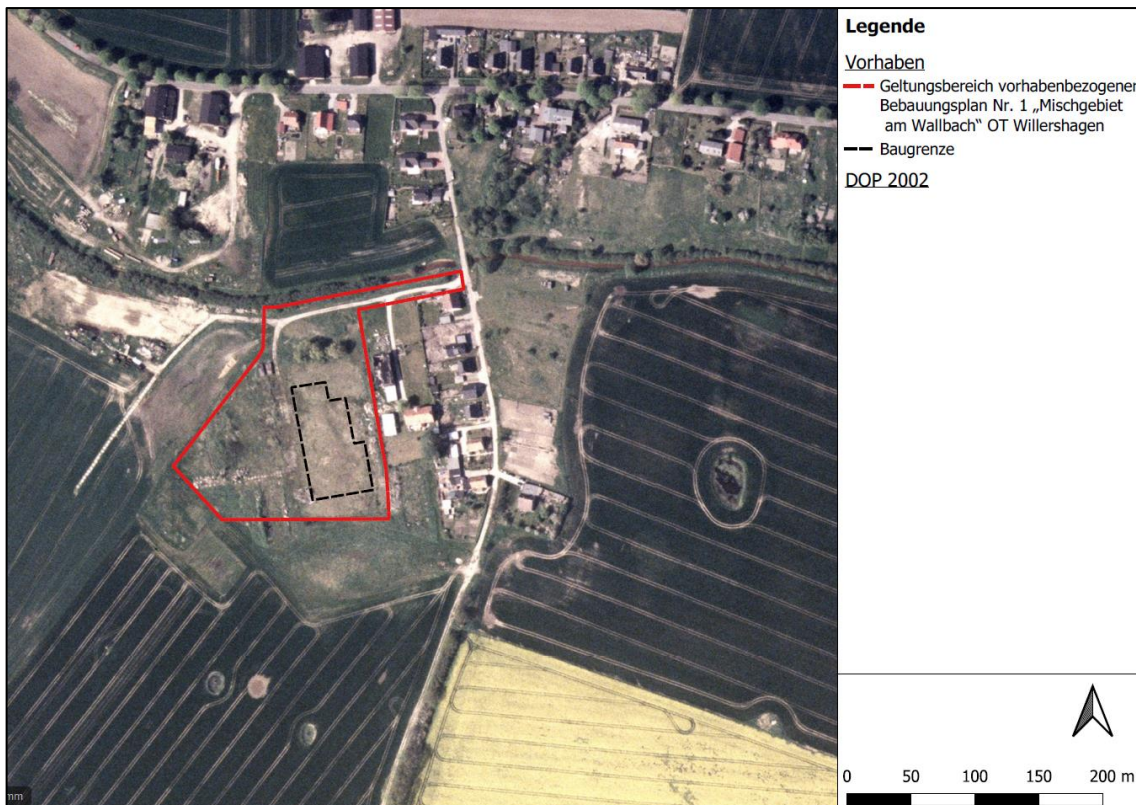 Legende
Vorhaben
Geltungsbereich vorhabenbezogener
Bebauungsplan Nr. 1 „Mischgebiet
am Wallbach“ OT Willershagen
Baugrenze
DOP 2002
0 50 100 150 200 m
mm